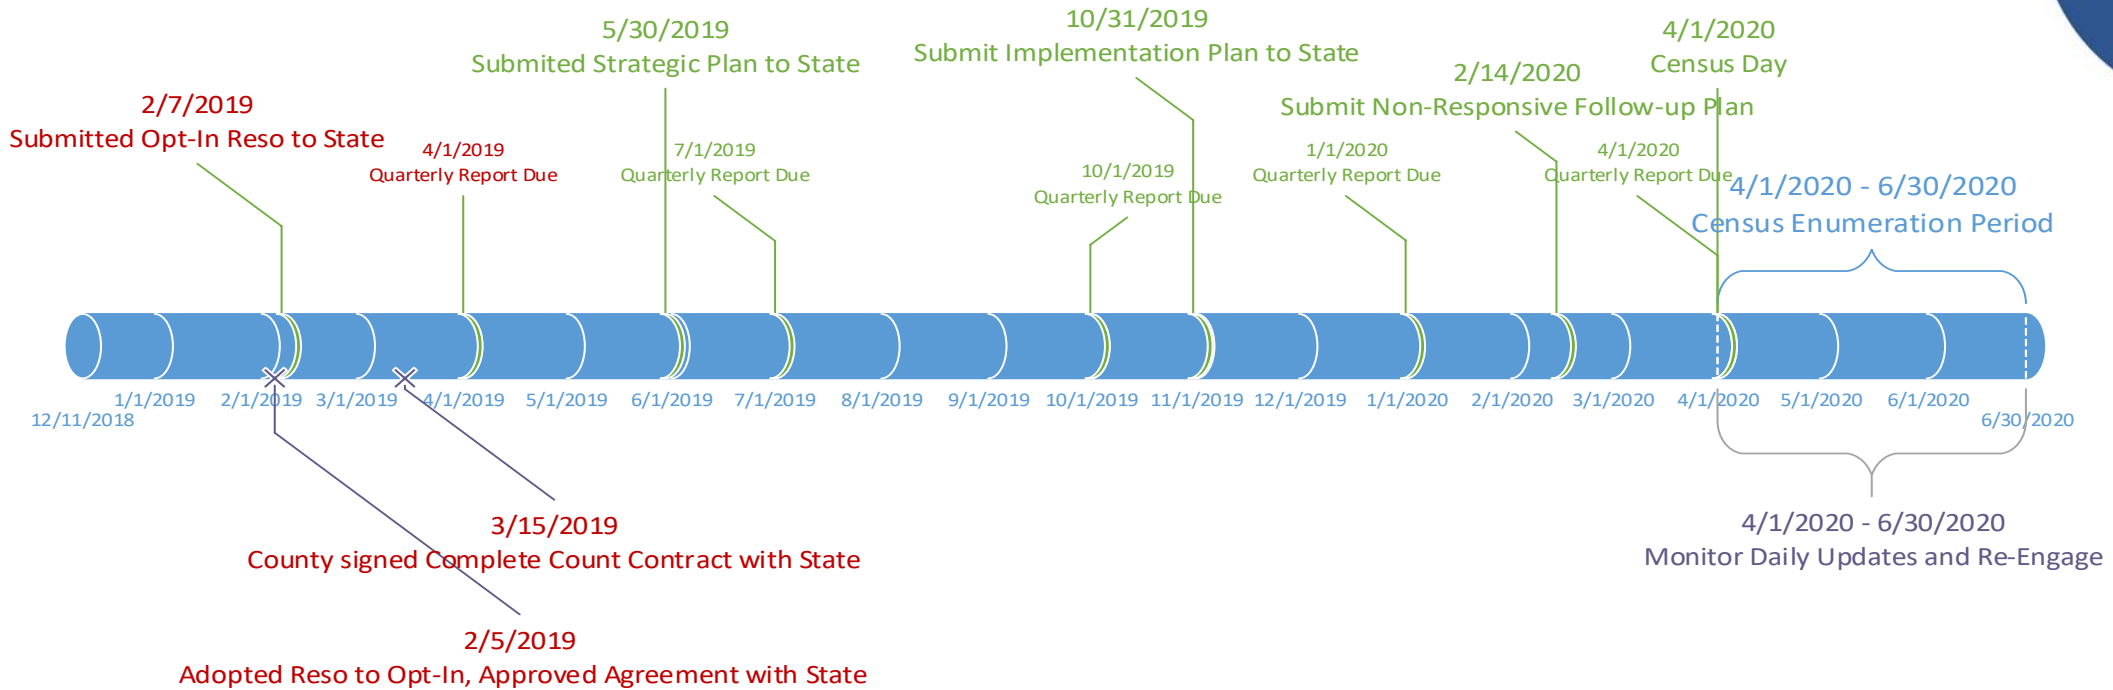 5/30/2019
Submited Strategic Plan to State
10/31/2019
Submit Implementation Plan to State
4/1/2020
Census Day
2/14/2020
Submit Non-Responsive Follow-up Plan
2/7/2019
Submitted Opt-In Reso to State
4/1/2019
Quarterly Report Due
7/1/2019
Quarterly Report Due
10/1/2019
Quarterly Report Due
1/1/2020
Quarterly Report Due
4/1/2020
Quarterly Report Due
4/1/2020 - 6/30/2020
Census Enumeration Period
12/11/2018
1/1/2019
2/1/2019
3/1/2019
4/1/2019
5/1/2019
6/1/2019
7/1/2019
8/1/2019
9/1/2019
10/1/2019
11/1/2019
12/1/2019
1/1/2020
2/1/2020
3/1/2020
4/1/2020
5/1/2020
6/1/2020
6/30/2020
3/15/2019
County signed Complete Count Contract with State
4/1/2020 - 6/30/2020
Monitor Daily Updates and Re-Engage
2/5/2019
Adopted Reso to Opt-In, Approved Agreement with State